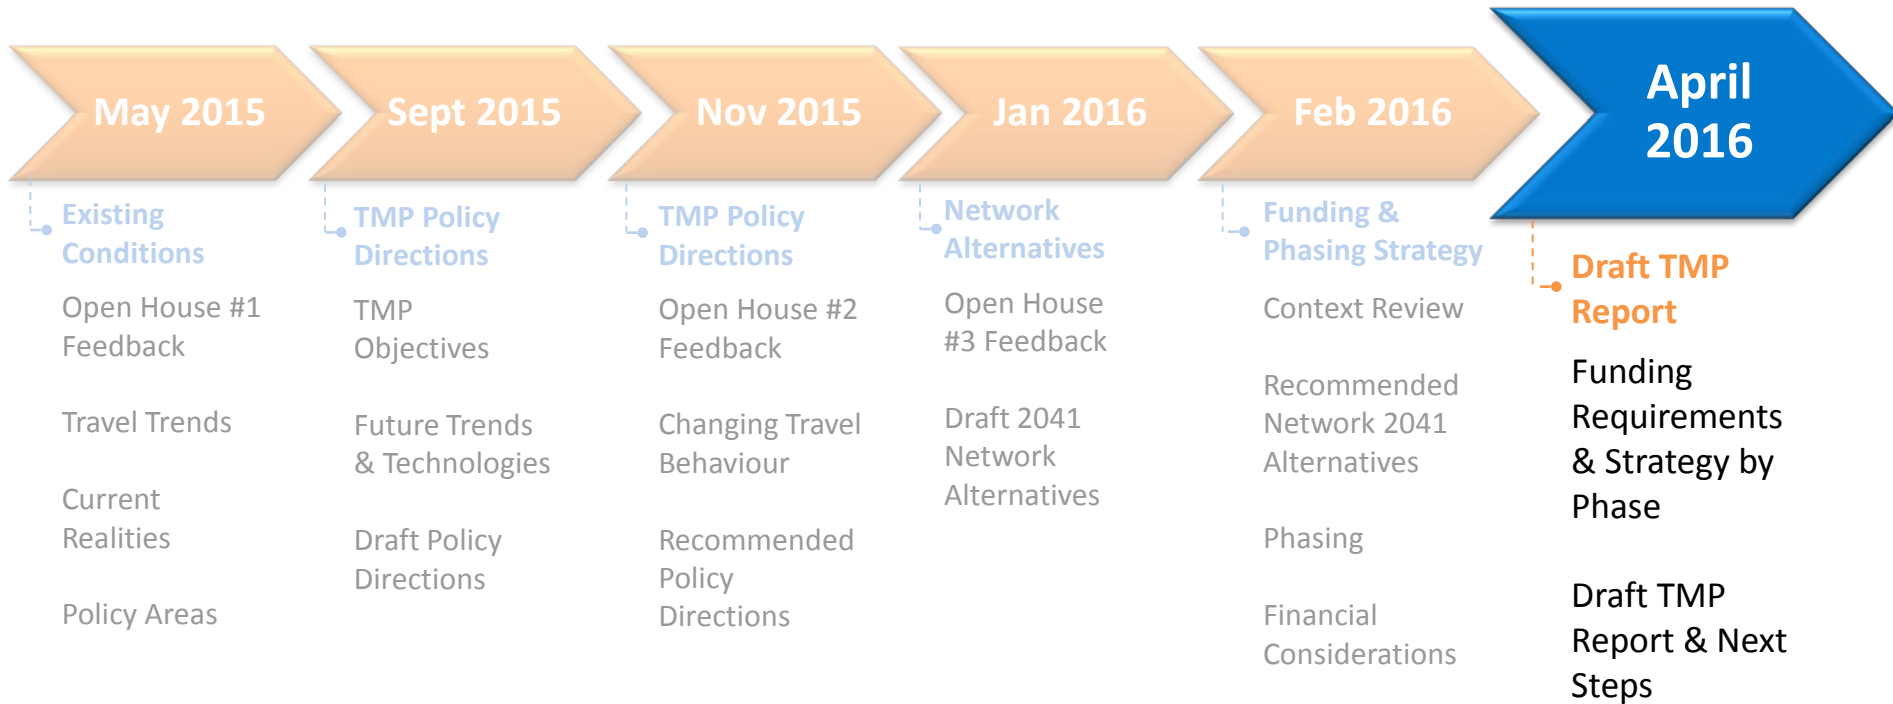 May 2015
Existing
Conditions
Open House #1
Feedback
Travel Trends
Current
Realities
Policy Areas
Sept 2015
TMP Policy
Directions
TMP
Objectives
Future Trends
& Technologies
Draft Policy
Directions
Nov 2015
TMP Policy
Directions
Open House #2
Feedback
Changing Travel
Behaviour
Recommended
Policy
Directions
Jan 2016
Network
Alternatives
Open House
#3 Feedback
Draft 2041
Network
Alternatives
Feb 2016
Funding &
Phasing Strategy
Context Review
Recommended
Network 2041
Alternatives
Phasing
Financial
Considerations
April
2016
Draft TMP
Report
Funding
Requirements
& Strategy by
Phase
Draft TMP
Report & Next
Steps